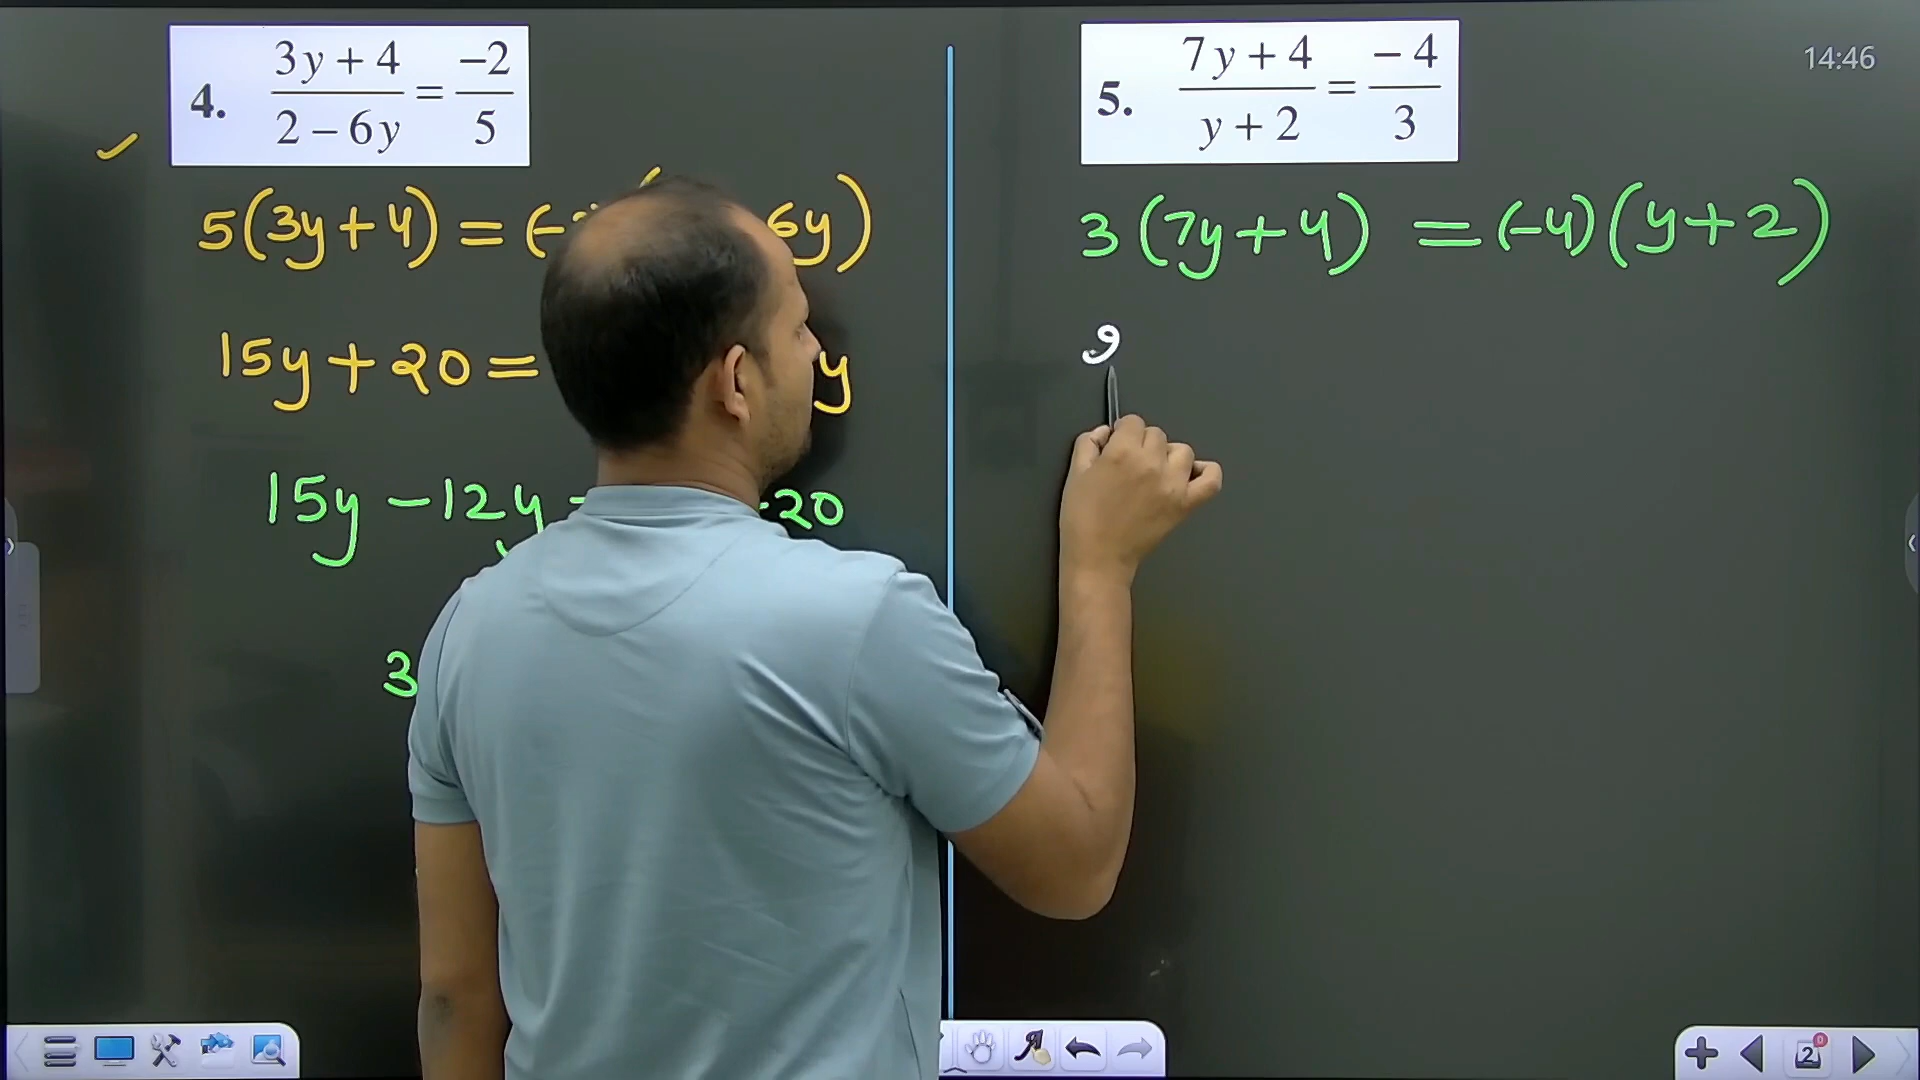 4. (3y + 4)/(2 – 6y) = –2/5
5(3y+4) = (-   6y)
15y + 20 =   y
15y - 12y   -20
3
5. (7y + 4)/(y + 2) = – 4/3
14:46
3(7y+4) = (-4)(y+2)
2
0